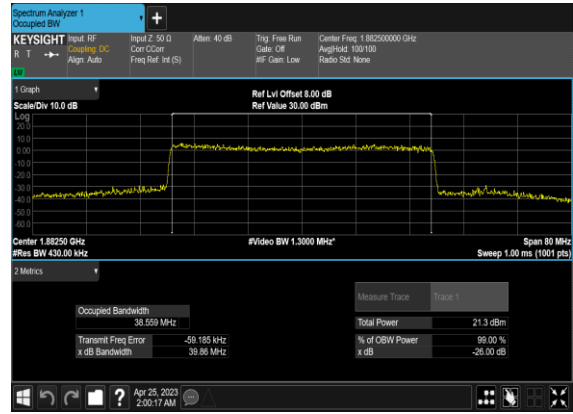 Spectrum Analyzer 1
Occupied BW
+
KEYSIGHT Input: RF Input Z: 50 Ω Atten: 40 dB Trig: Free Run Center Freq: 1.882500000 GHz
R T Coupling: DC Corr CCorr Gate: Off Avg|Hold: 100/100
Align: Auto Freq Ref: Int (S) #IF Gain: Low Radio Std: None
LW
1 Graph
Ref Lvl Offset 8.00 dB
Scale/Div 10.0 dB Ref Value 30.00 dBm
Log
20.0
10.0
0.00
-10.0
-20.0
-30.0
-40.0
-50.0
-60.0
Center 1.88250 GHz #Video BW 1.3000 MHz* Span 80 MHz
#Res BW 430.00 kHz Sweep 1.00 ms (1001 pts)
2 Metrics
Measure Trace Trace 1
Occupied Bandwidth
38.559 MHz Total Power 21.3 dBm
Transmit Freq Error -59.185 kHz % of OBW Power 99.00 %
x dB Bandwidth 39.86 MHz x dB -26.00 dB
? Apr 25, 2023
2:00:17 AM